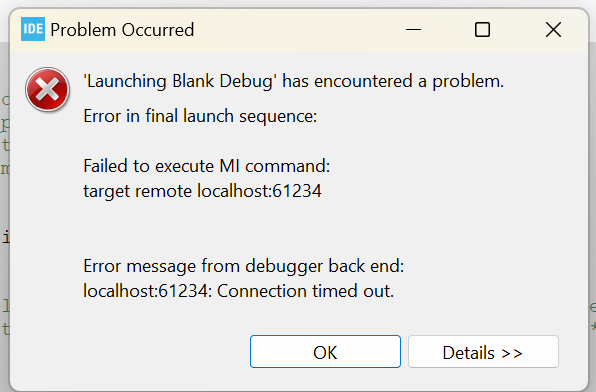 IDE Problem Occurred
'Launching Blank Debug' has encountered a problem.
Error in final launch sequence:
Failed to execute MI command:
target remote localhost:61234
Error message from debugger back end:
localhost:61234: Connection timed out.
OK
Details >>